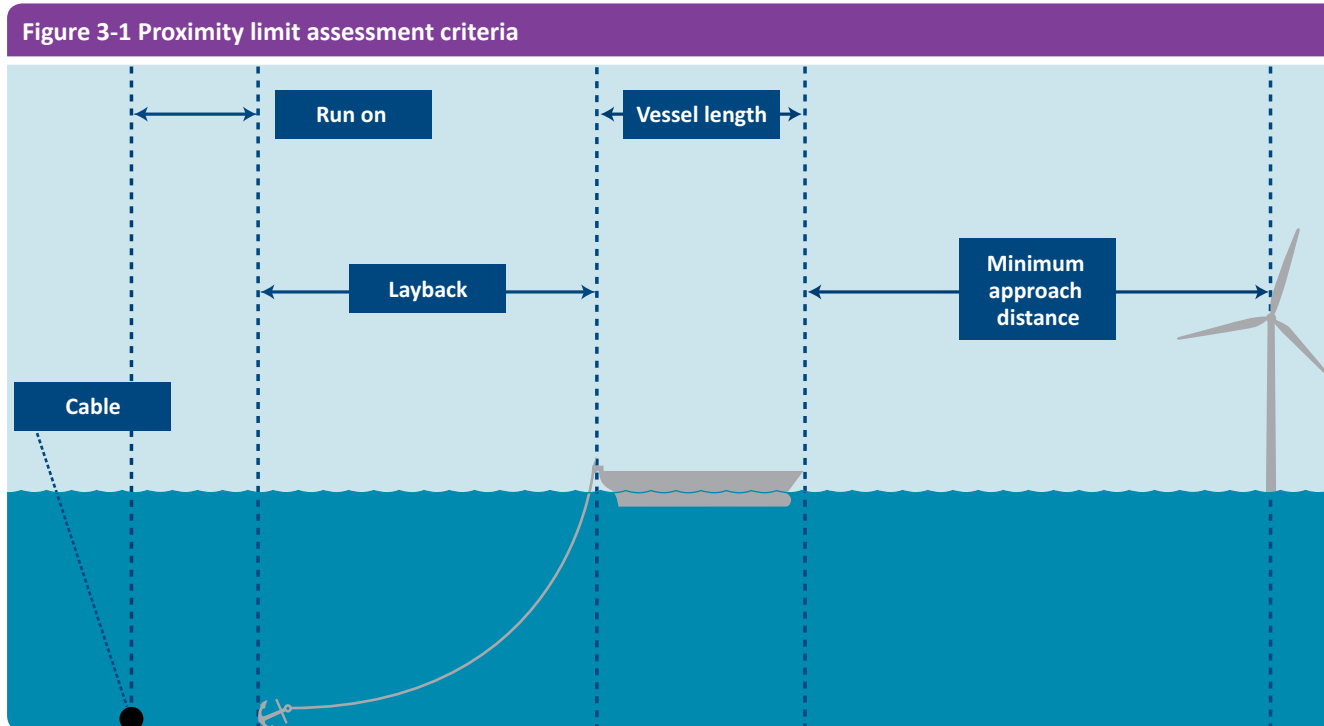 Figure 3-1 Proximity limit assessment criteria
Run on
Vessel length
Layback
Minimum
approach
distance
Cable